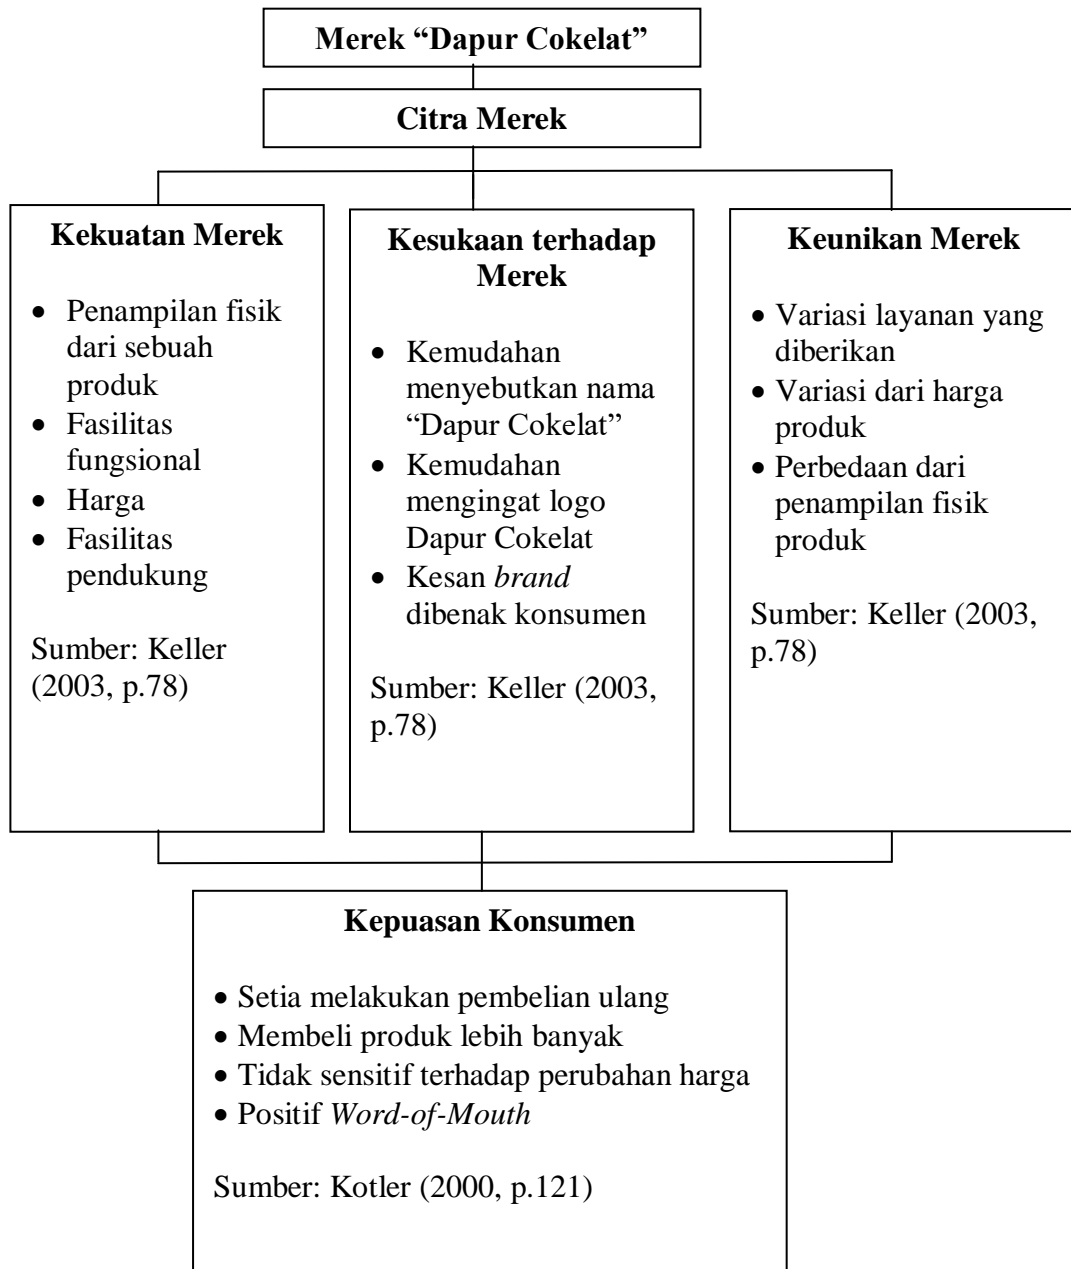 Merek “Dapur Cokelat”
Citra Merek
Kekuatan Merek
• Penampilan fisik
dari sebuah
produk
• Fasilitas
fungsional
• Harga
• Fasilitas
pendukung
Sumber: Keller
(2003, p.78)
Kesukaan terhadap
Merek
• Kemudahan
menyebutkan nama
“Dapur Cokelat”
• Kemudahan
mengingat logo
Dapur Cokelat
• Kesan brand
dibenak konsumen
Sumber: Keller (2003,
p.78)
Keunikan Merek
• Variasi layanan yang
diberikan
• Variasi dari harga
produk
• Perbedaan dari
penampilan fisik
produk
Sumber: Keller (2003,
p.78)
Kepuasan Konsumen
• Setia melakukan pembelian ulang
• Membeli produk lebih banyak
• Tidak sensitif terhadap perubahan harga
• Positif Word-of-Mouth
Sumber: Kotler (2000, p.121)